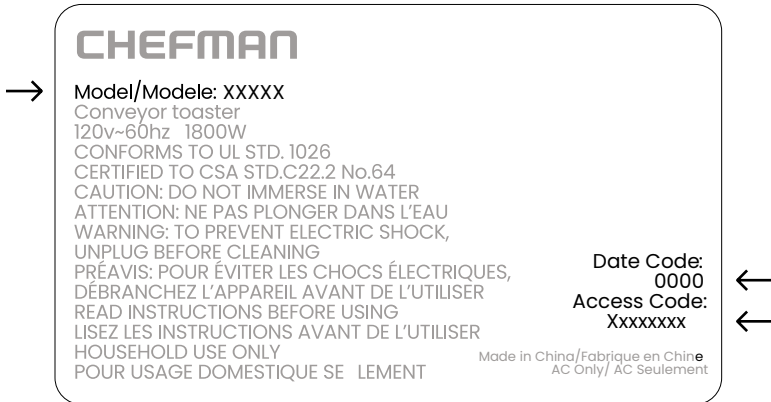 CHEFMAN
Model/Modele: XXXXX
Conveyor toaster
120v~60hz 1800W
CONFORMS TO UL STD. 1026
CERTIFIED TO CSA STD.C22.2 No.64
CAUTION: DO NOT IMMERSE IN WATER
ATTENTION: NE PAS PLONGER DANS L'EAU
WARNING: TO PREVENT ELECTRIC SHOCK,
UNPLUG BEFORE CLEANING
PRÉAVIS: POUR ÉVITER LES CHOCS ÉLECTRIQUES,
DÉBRANCHEZ L'APPAREIL AVANT DE L'UTILISER
READ INSTRUCTIONS BEFORE USING
LISEZ LES INSTRUCTIONS AVANT DE L'UTILISER
HOUSEHOLD USE ONLY
POUR USAGE DOMESTIQUE SE LEMENT
Date Code:
0000
Access Code:
Xxxxxxxx
Made in China/Fabrique en Chine
AC Only/ AC Seulement